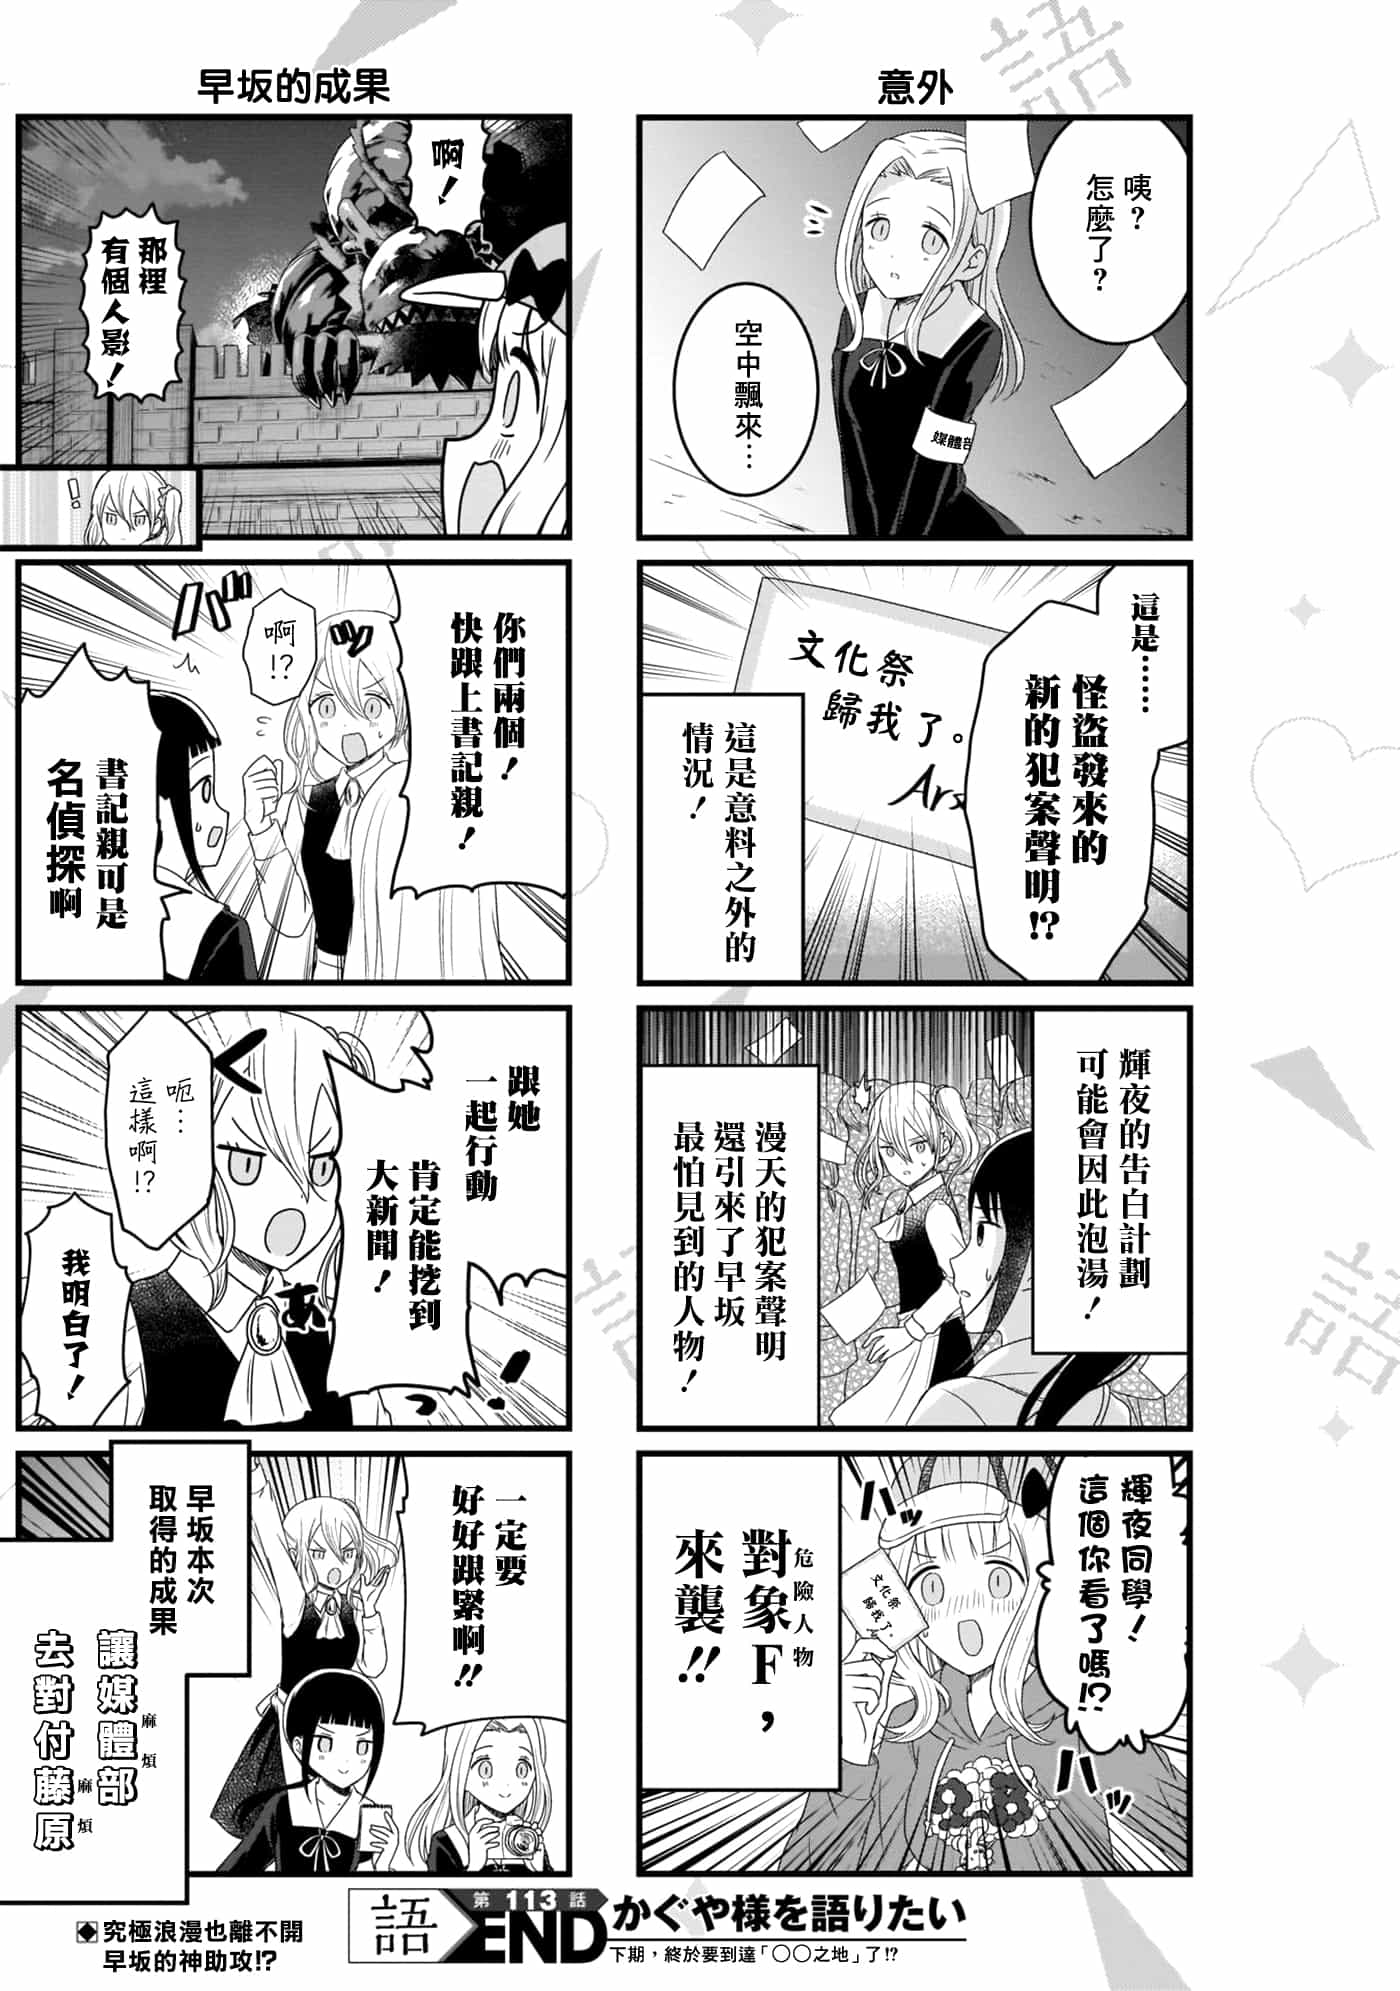 意外
咦?
怎麼了?
空中飄來…
媒體部
這是……
怪盜發來的
新的犯案聲明!?
文化祭
歸我了。
Ars
這是意料之外的
情況!
輝夜的告白計劃
可能會因此泡湯!
漫天的犯案聲明
還引來了早坂
最怕見到的人物!
輝夜同學!
這個你看了嗎!?
文化祭
歸我了。
バッ
バッ
危險人物
對象F,
來襲!!
早坂的成果
啊!
那裡
有個人影!
!
你們兩個!
快跟上書記親!
啊!?
書記親可是
名偵探啊
跟她
一起行動
肯定能挖到
大新聞!
呃…
這樣啊!?
くわあっ
我明白了!
一定要
好好跟緊啊!!
早坂本次
取得的成果
讓媒體部
麻煩
去對付藤原
麻煩
語
第113話
END
かぐや様を語りたい
下期,終於要到達「〇〇之地」了!?
究極浪漫也離不開
早坂的神助攻!?